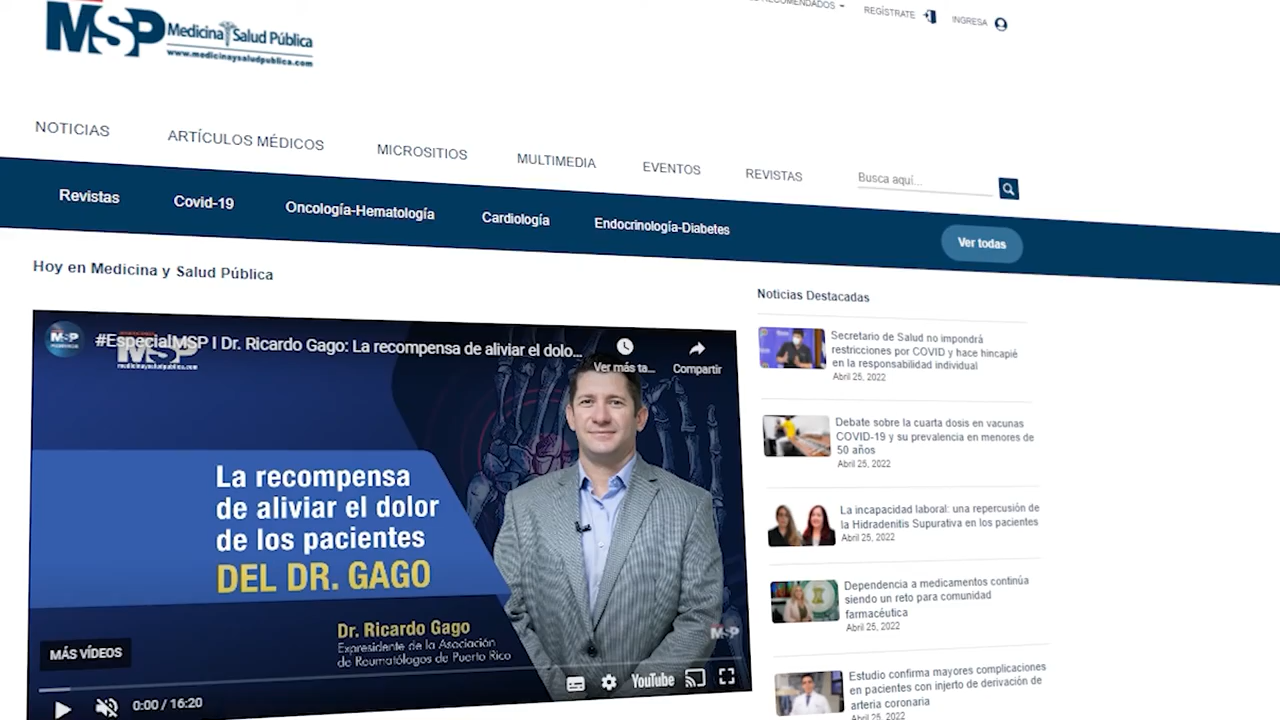 RECOMENDADOS
REGÍSTRATE
INGRESA
MSP Medicina y Salud Pública
www.medicinaysaludpublica.com
NOTICIAS
ARTÍCULOS MÉDICOS
MICROSITIOS
MULTIMEDIA
EVENTOS
REVISTAS
Busca aquí...
Revistas
Covid-19
Oncología-Hematología
Cardiología
Endocrinología-Diabetes
Ver todas
Hoy en Medicina y Salud Pública
#EspecialMSP I Dr. Ricardo Gago: La recompensa de aliviar el dolo...
Ver más ta...
Compartir
MSP
medicinaysaludpublica.com
La recompensa
de aliviar el dolor
de los pacientes
DEL DR. GAGO
Dr. Ricardo Gago
Expresidente de la Asociación
de Reumatólogos de Puerto Rico
MSP
MÁS VÍDEOS
0:00 / 16:20
YouTube
Noticias Destacadas
Secretario de Salud no impondrá
restricciones por COVID y hace hincapié
en la responsabilidad individual
Abril 25, 2022
Debate sobre la cuarta dosis en vacunas
COVID-19 y su prevalencia en menores de
50 años
Abril 25, 2022
La incapacidad laboral: una repercusión de
la Hidradenitis Supurativa en los pacientes
Abril 25, 2022
Dependencia a medicamentos continúa
siendo un reto para comunidad
farmacéutica
Abril 25, 2022
Estudio confirma mayores complicaciones
en pacientes con injerto de derivación de
arteria coronaria
Abril 25, 2022